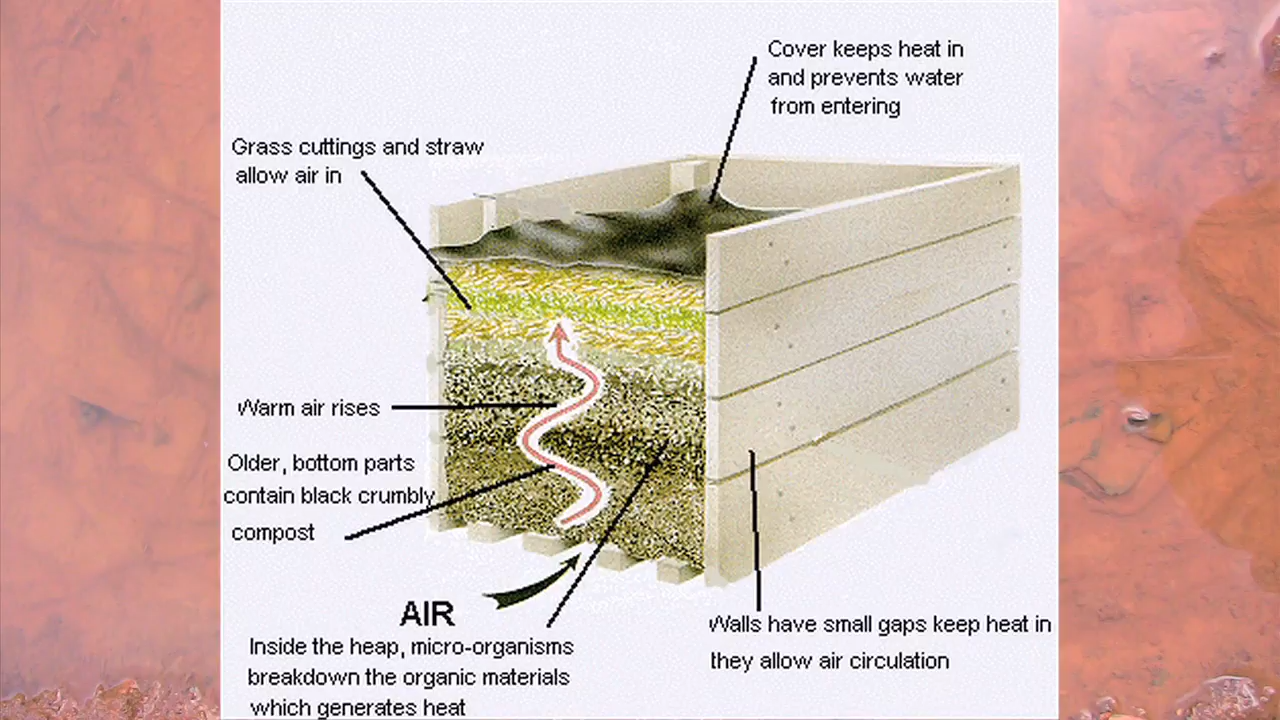 Cover keeps heat in
and prevents water
from entering
Grass cuttings and straw
allow air in
Warm air rises
Older, bottom parts
contain black crumbly
compost
AIR
Inside the heap, micro-organisms
breakdown the organic materials
which generates heat
Walls have small gaps keep heat in
they allow air circulation